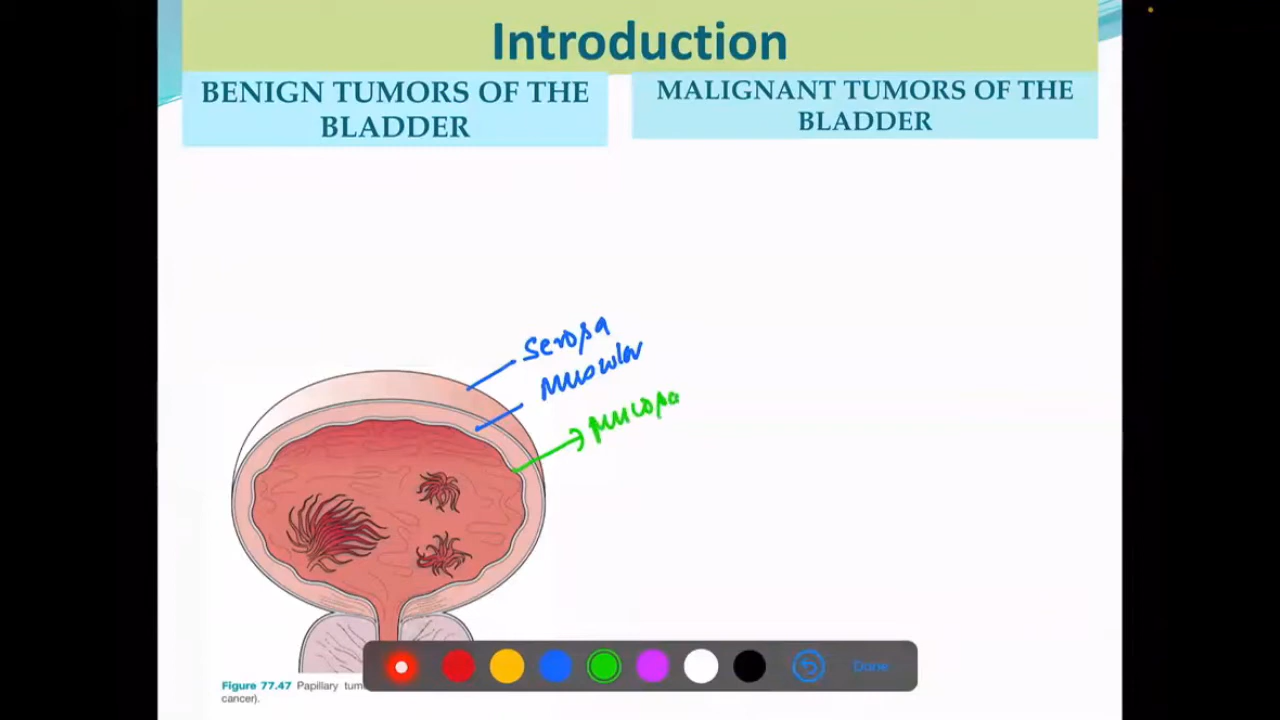 Introduction
BENIGN TUMORS OF THE
BLADDER
MALIGNANT TUMORS OF THE
BLADDER
Serosa
Muscular
Mucosa
Figure 77.47 Papillary tum
cancer).
Done